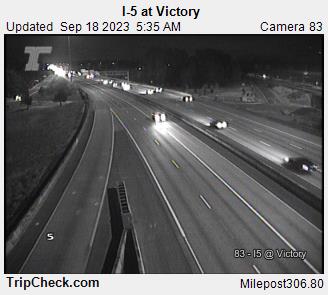 I-5 at Victory
Updated Sep 18 2023 5:35 AM Camera 83
S
83 - I5 @ Victory
TripCheck.com Milepost306.80